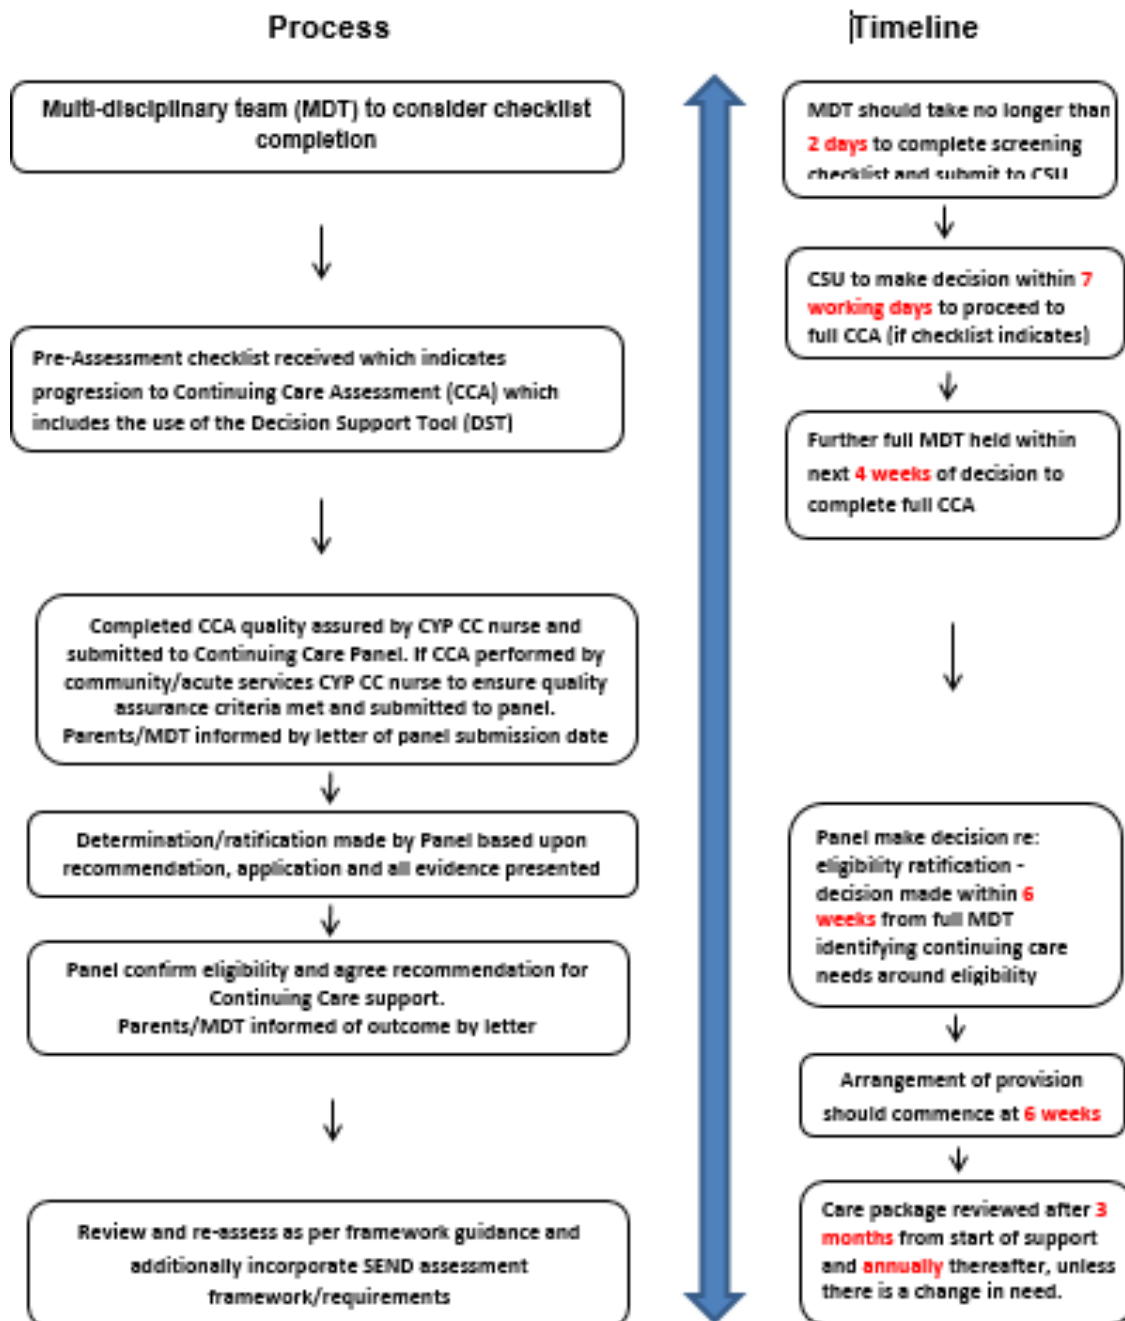 Process
Multi-disciplinary team (MDT) to consider checklist
completion
Pre-Assessment checklist received which indicates
progression to Continuing Care Assessment (CCA) which
includes the use of the Decision Support Tool (DST)
Completed CCA quality assured by CYP CC nurse and
submitted to Continuing Care Panel. If CCA performed by
community/acute services CYP CC nurse to ensure quality
assurance criteria met and submitted to panel.
Parents/MDT informed by letter of panel submission date
Determination/ratification made by Panel based upon
recommendation, application and all evidence presented
Panel confirm eligibility and agree recommendation for
Continuing Care support.
Parents/MDT informed of outcome by letter
Review and re-assess as per framework guidance and
additionally incorporate SEND assessment
framework/requirements
Timeline
MDT should take no longer than
2 days to complete screening
checklist and submit to CSU
CSU to make decision within 7
working days to proceed to
full CCA (if checklist indicates)
Further full MDT held within
next 4 weeks of decision to
complete full CCA
Panel make decision re:
eligibility ratification -
decision made within 6
weeks from full MDT
identifying continuing care
needs around eligibility
Arrangement of provision
should commence at 6 weeks
Care package reviewed after 3
months from start of support
and annually thereafter, unless
there is a change in need.